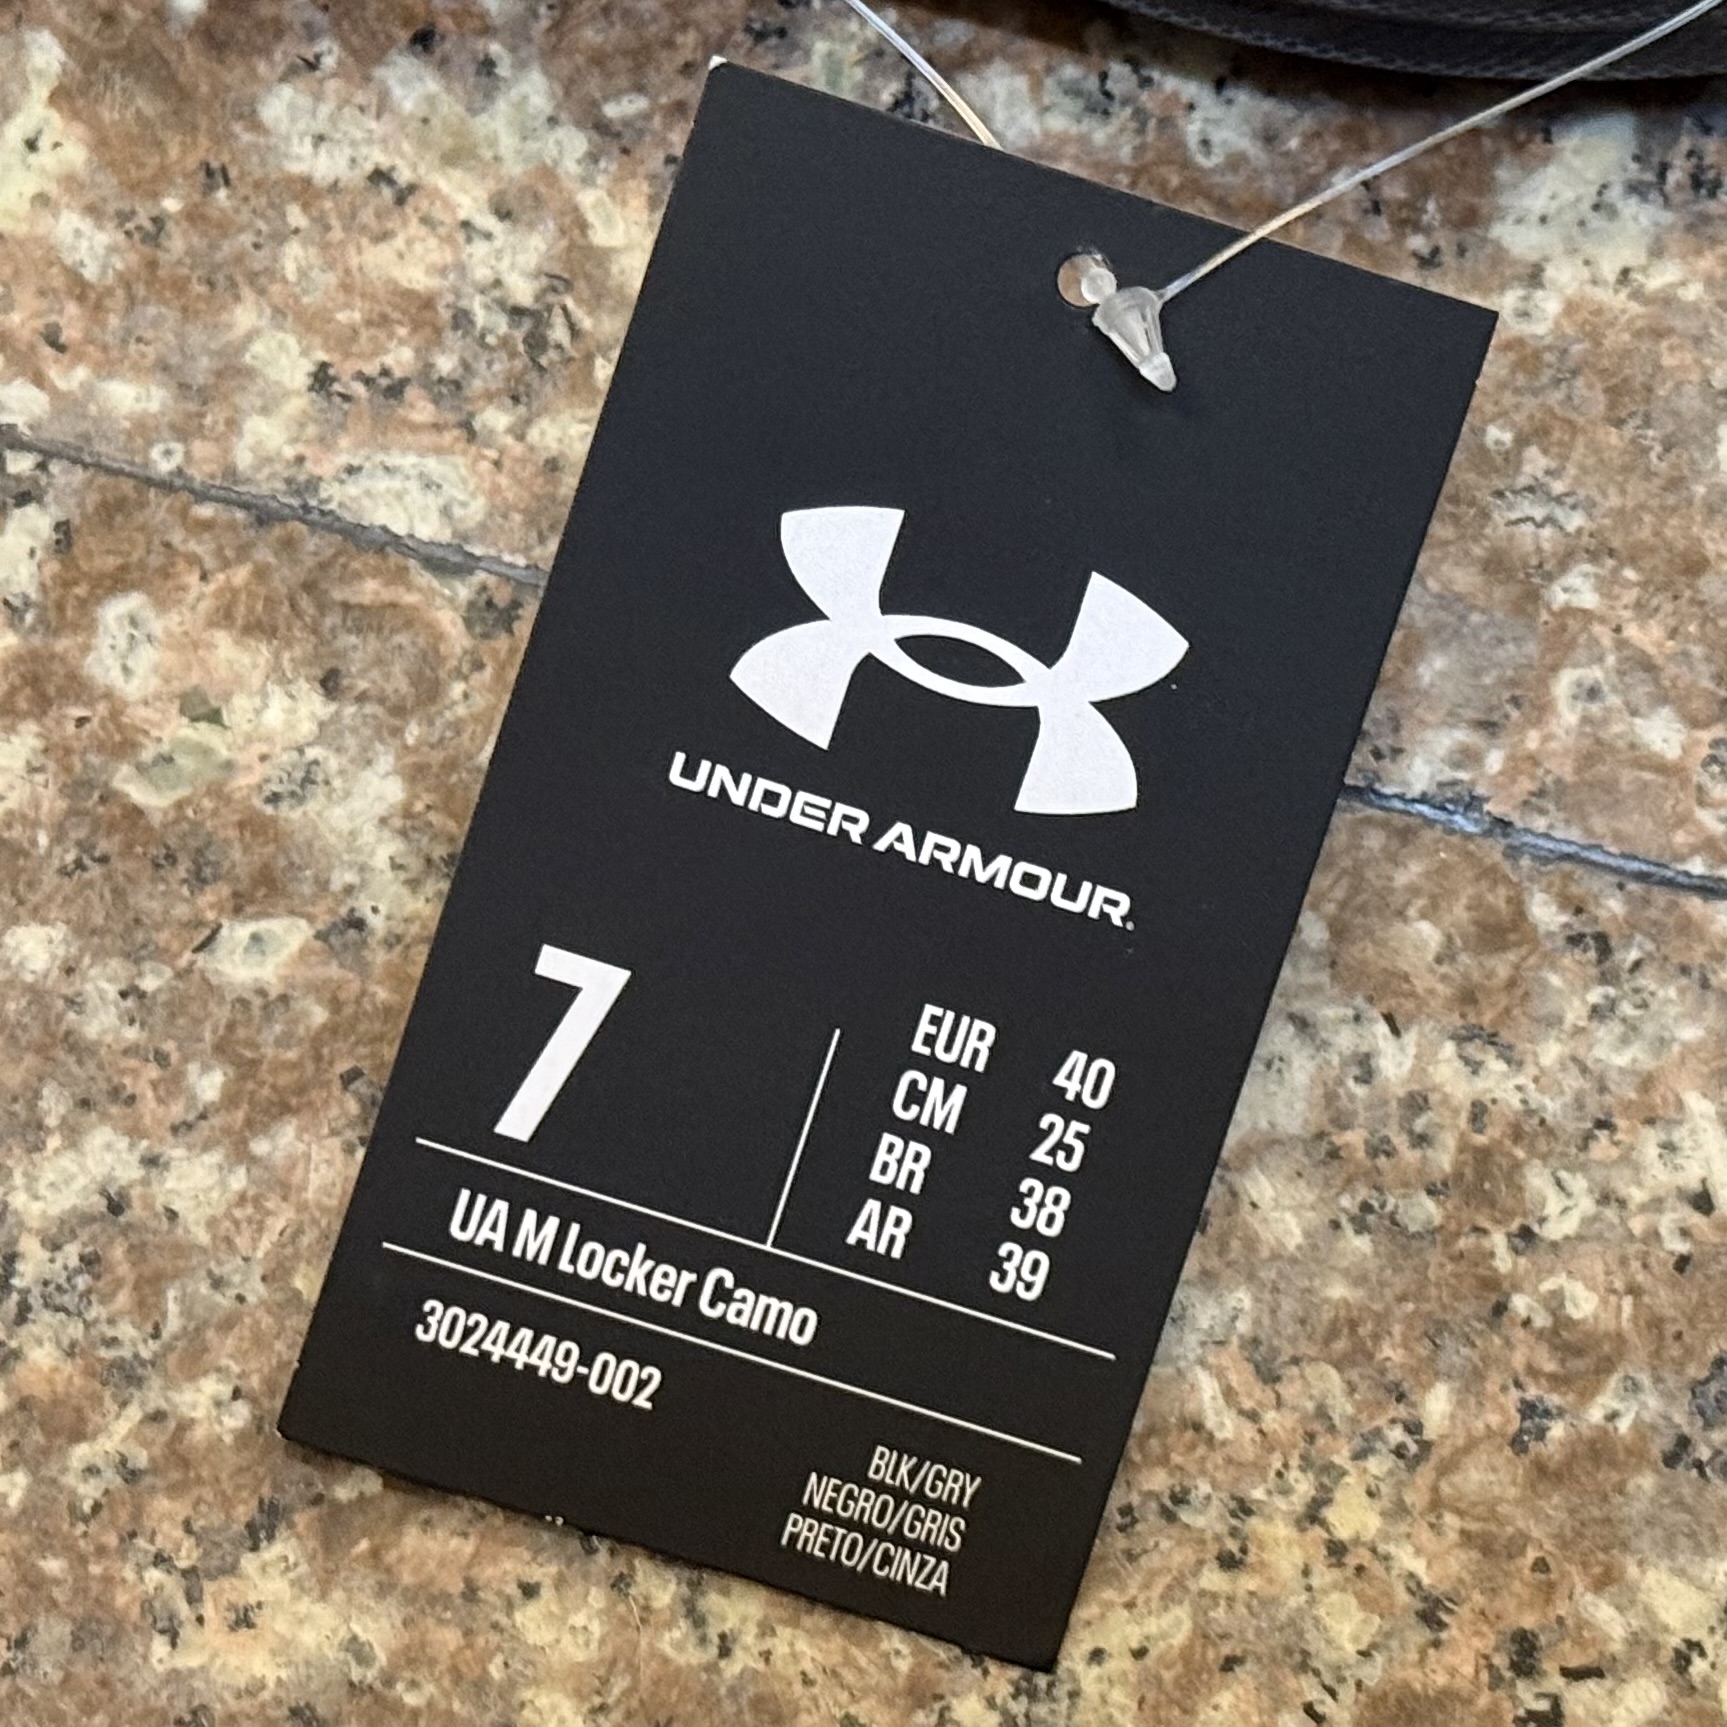 UNDER ARMOUR®
7
EUR 40
CM 25
BR 38
AR 39
UA M Locker Camo
3024449-002
BLK/GRY
NEGRO/GRIS
PRETO/CINZA